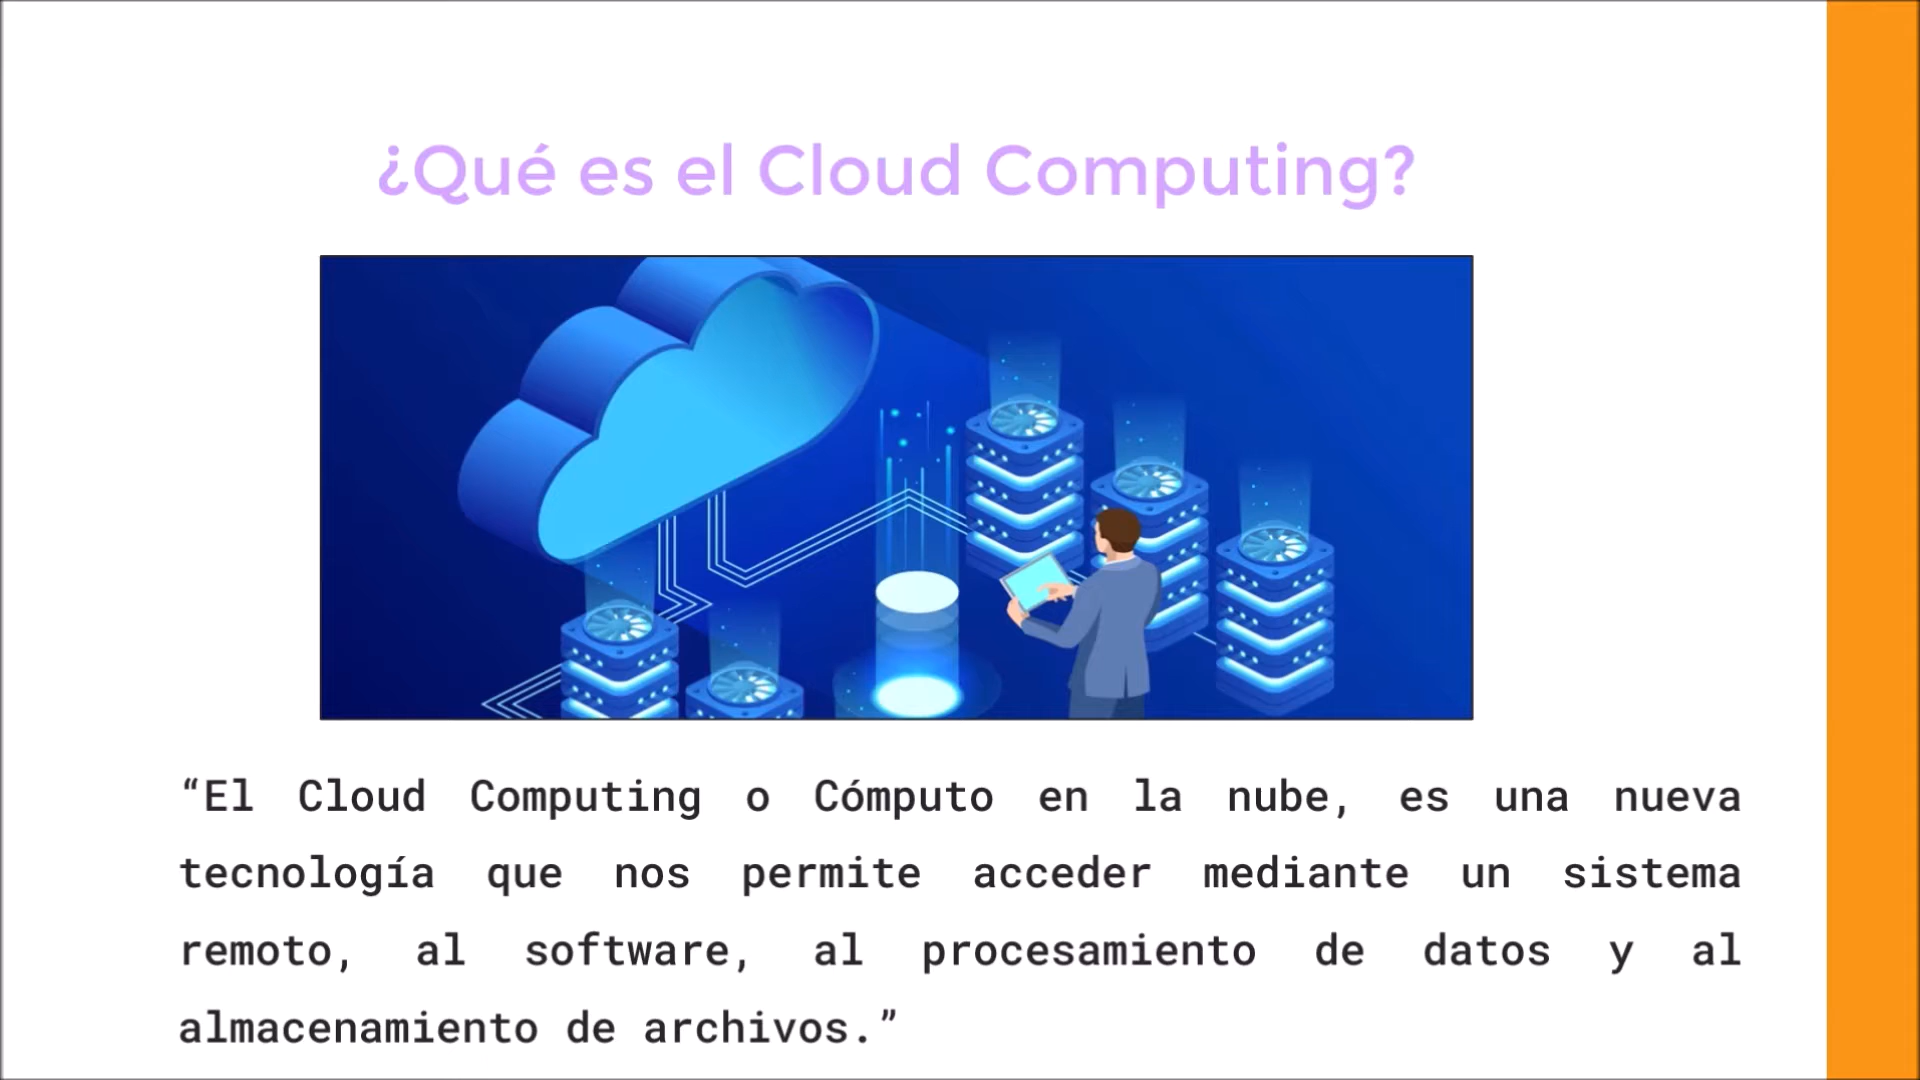 ¿Qué es el Cloud Computing?
“El Cloud Computing o Cómputo en la nube, es una nueva
tecnología que nos permite acceder mediante un sistema
remoto, al software, al procesamiento de datos y al
almacenamiento de archivos.”